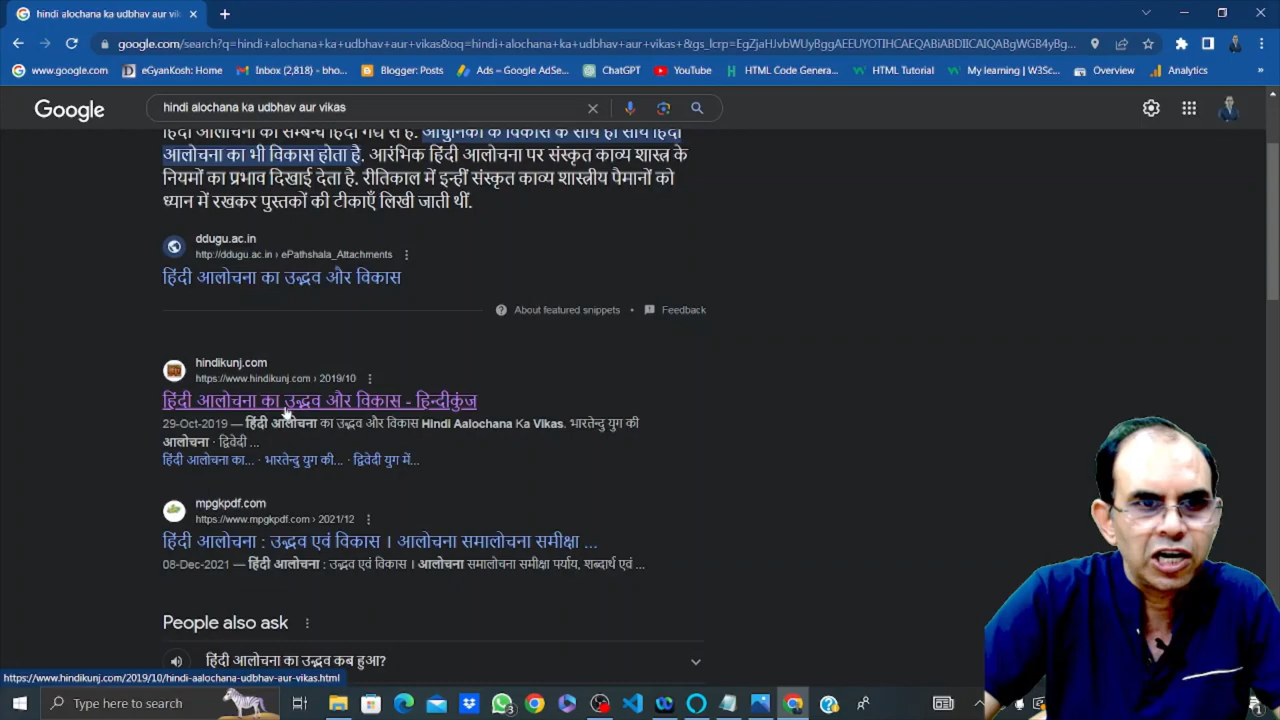 hindi alochana ka udbhav aur vik
google.com/search?q=hindi+alochana+ka+udbhav+aur+vikas&oq=hindi+alochana+ka+udbhav+aur+vikas+&gs_lcrp=EgZjaHJvbWUyBggAEEUYOTIHCAEQABiABDIICAIQABgWGB4yBg...
www.google.com
eGyanKosh: Home
Inbox (2,818) - bho...
Blogger: Posts
Ads – Google AdSe...
ChatGPT
YouTube
HTML Code Genera...
HTML Tutorial
My learning | W3Sc...
Overview
Analytics
»
Google
hindi alochana ka udbhav aur vikas
हिंदी आलोचना का सम्बन्ध हिंदी गद्य से है. आधुनिकी के विकास के साथ ही साथ हिंदी
आलोचना का भी विकास होता है. आरंभिक हिंदी आलोचना पर संस्कृत काव्य शास्त्र के
नियमों का प्रभाव दिखाई देता है. रीतिकाल में इन्हीं संस्कृत काव्य शास्त्रीय पैमानों को
ध्यान में रखकर पुस्तकों की टीकाएँ लिखी जाती थीं.
ddugu.ac.in
http://ddugu.ac.in › ePathshala_Attachments
हिंदी आलोचना का उद्भव और विकास
About featured snippets • Feedback
hindikunj.com
https://www.hindikunj.com › 2019/10
हिंदी आलोचना का उद्भव और विकास - हिन्दीकुंज
29-Oct-2019 — हिंदी आलोचना का उद्भव और विकास Hindi Aalochana Ka Vikas. भारतेन्दु युग की
आलोचना · द्विवेदी ...
हिंदी आलोचना का... · भारतेन्दु युग की... · द्विवेदी युग में...
mpgkpdf.com
https://www.mpgkpdf.com › 2021/12
हिंदी आलोचना : उद्भव एवं विकास । आलोचना समालोचना समीक्षा ...
08-Dec-2021 — हिंदी आलोचना : उद्भव एवं विकास । आलोचना समालोचना समीक्षा पर्याय, शब्दार्थ एवं ...
People also ask
हिंदी आलोचना का उद्भव कब हुआ?
https://www.hindikunj.com/2019/10/hindi-aalochana-udbhav-aur-vikas.html
Type here to search
3
1